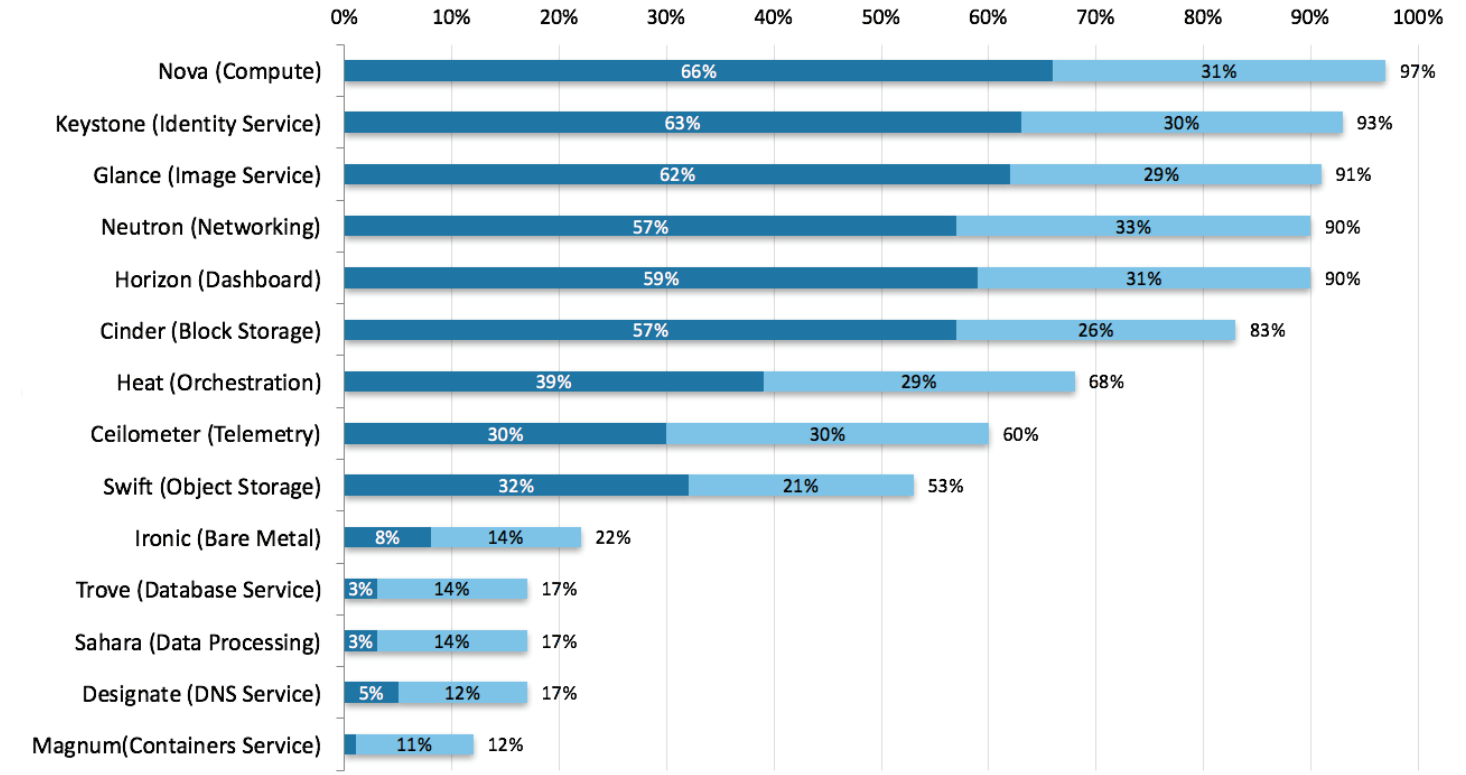 0% 10% 20% 30% 40% 50% 60% 70% 80% 90% 100%
Nova (Compute) 66% 31% 97%
Keystone (Identity Service) 63% 30% 93%
Glance (Image Service) 62% 29% 91%
Neutron (Networking) 57% 33% 90%
Horizon (Dashboard) 59% 31% 90%
Cinder (Block Storage) 57% 26% 83%
Heat (Orchestration) 39% 29% 68%
Ceilometer (Telemetry) 30% 30% 60%
Swift (Object Storage) 32% 21% 53%
Ironic (Bare Metal) 8% 14% 22%
Trove (Database Service) 3% 14% 17%
Sahara (Data Processing) 3% 14% 17%
Designate (DNS Service) 5% 12% 17%
Magnum(Containers Service) 11% 12%